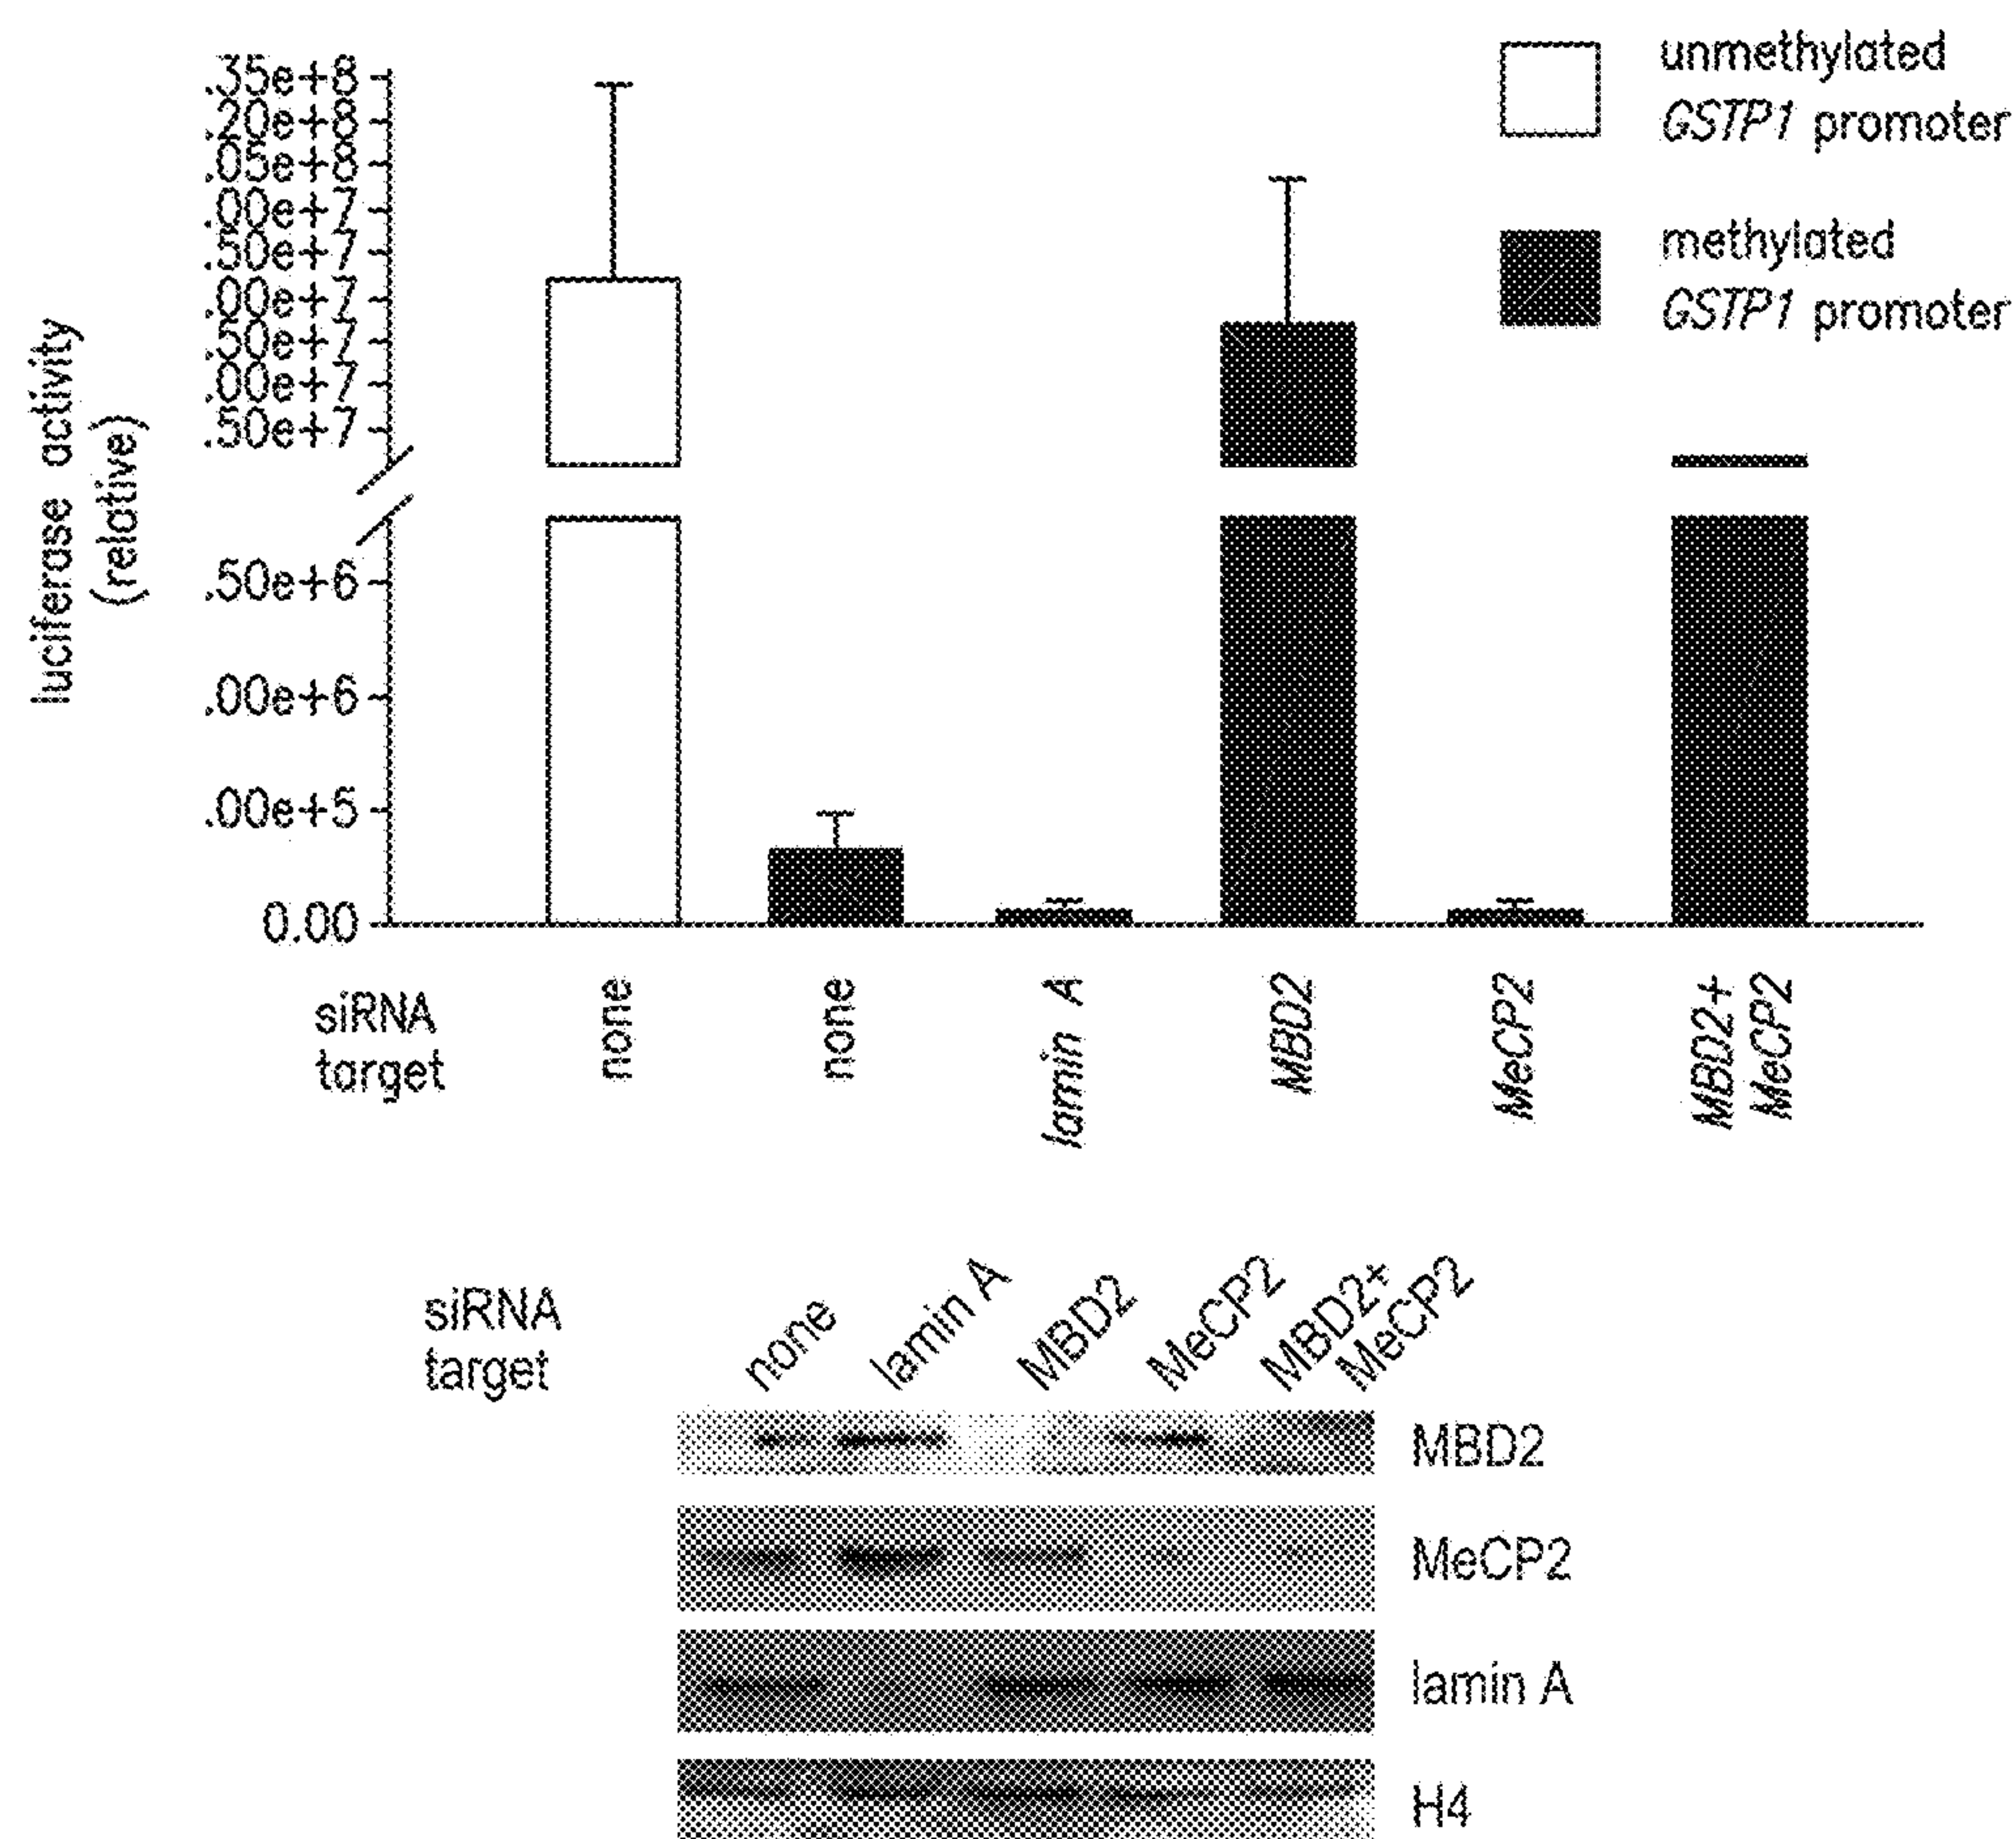 .35e+8
.20e+8
.05e+8
.00e+7
.50e+7
.00e+7
.50e+7
.00e+7
.50e+7
.50e+6
.00e+6
.00e+5
0.00
luciferase activity
(relative)
unmethylated
GSTP1 promoter
methylated
GSTP1 promoter
siRNA
target
none
none
lamin A
MBD2
MeCP2
MBD2+
MeCP2
siRNA
target
none
lamin A
MBD2
MeCP2
MBD2+
MeCP2
MBD2
MeCP2
lamin A
H4